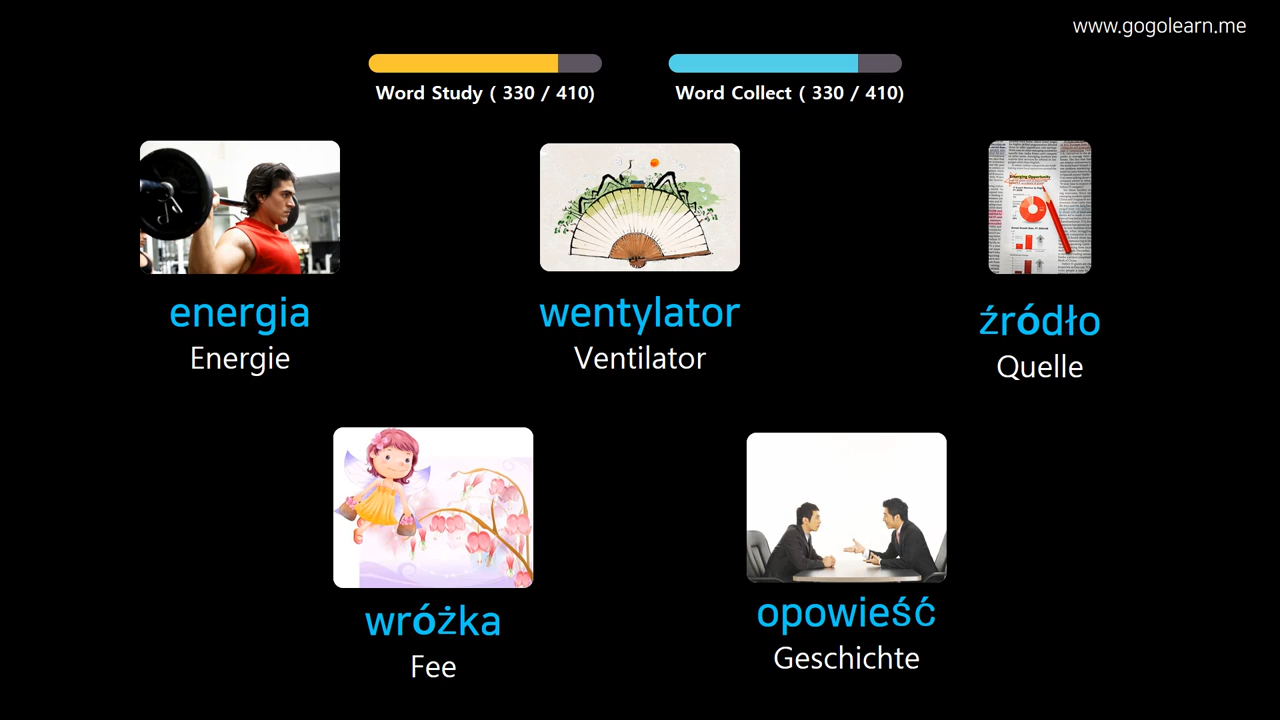 www.gogolearn.me
Word Study ( 330 / 410)
Word Collect ( 330 / 410)
energia
Energie
wentylator
Ventilator
źródło
Quelle
wróżka
Fee
opowieść
Geschichte